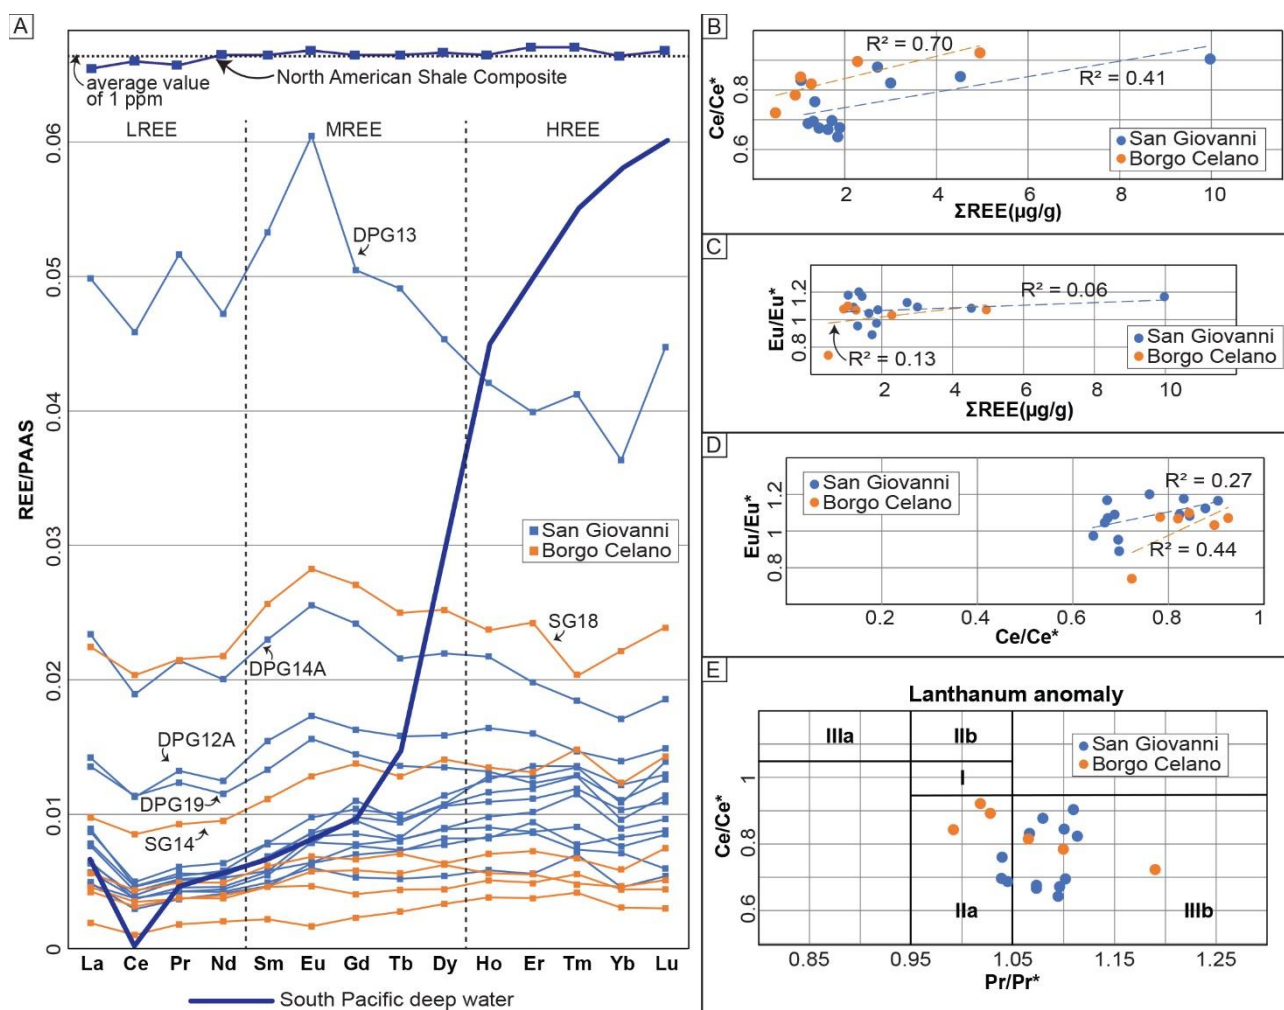 A
average value
of 1 ppm
North American Shale Composite
LREE
MREE
HREE
0.06
0.05
0.04
0.03
0.02
0.01
0
REE/PAAS
DPG13
San Giovanni
Borgo Celano
SG18
DPG14A
DPG12A
DPG19
SG14
La Ce Pr Nd Sm Eu Gd Tb Dy Ho Er Tm Yb Lu
South Pacific deep water
B
R² = 0.70
R² = 0.41
Ce/Ce*
0.8
0.6
San Giovanni
Borgo Celano
2 4 6 8 10
ΣREE(µg/g)
C
Eu/Eu*
1.2
1
0.8
R² = 0.06
R² = 0.13
San Giovanni
Borgo Celano
2 4 6 8 10
ΣREE(µg/g)
D
Eu/Eu*
1.2
1
0.8
San Giovanni
Borgo Celano
R² = 0.27
R² = 0.44
0.2 0.4 0.6 0.8 1
Ce/Ce*
E
Lanthanum anomaly
IIIa
IIb
I
San Giovanni
Borgo Celano
Ce/Ce*
1
0.8
0.6
IIa
IIIb
0.85 0.95 1.05 1.15 1.25
Pr/Pr*